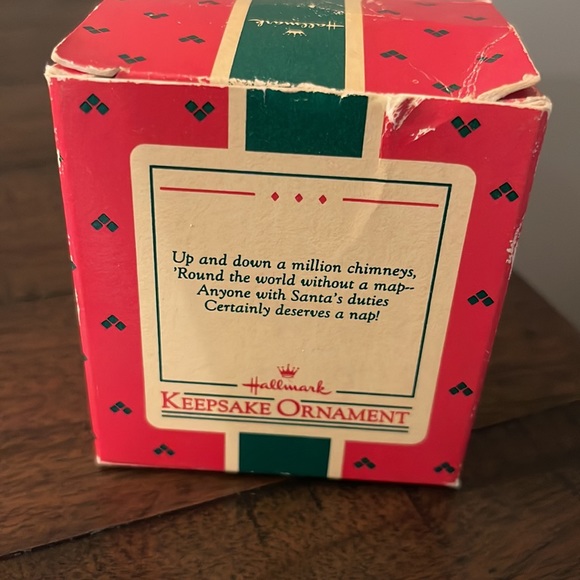 Hallmark
Up and down a million chimneys,
'Round the world without a map--
Anyone with Santa's duties
Certainly deserves a nap!
Hallmark
KEEPSAKE ORNAMENT